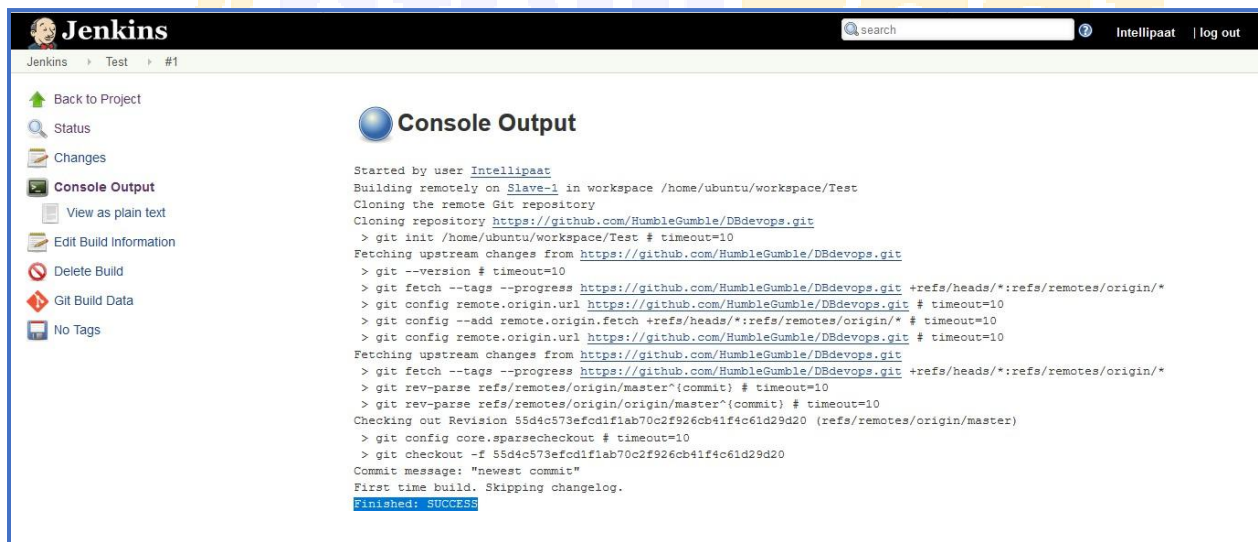 Jenkins
search
Intellipaat | log out
Jenkins Test #1
Back to Project
Status
Changes
Console Output
View as plain text
Edit Build Information
Delete Build
Git Build Data
No Tags
Console Output
Started by user Intellipaat
Building remotely on Slave-1 in workspace /home/ubuntu/workspace/Test
Cloning the remote Git repository
Cloning repository https://github.com/HumbleGumble/DBdevops.git
> git init /home/ubuntu/workspace/Test # timeout=10
Fetching upstream changes from https://github.com/HumbleGumble/DBdevops.git
> git --version # timeout=10
> git fetch --tags --progress https://github.com/HumbleGumble/DBdevops.git +refs/heads/*:refs/remotes/origin/*
> git config remote.origin.url https://github.com/HumbleGumble/DBdevops.git # timeout=10
> git config --add remote.origin.fetch +refs/heads/*:refs/remotes/origin/* # timeout=10
> git config remote.origin.url https://github.com/HumbleGumble/DBdevops.git # timeout=10
Fetching upstream changes from https://github.com/HumbleGumble/DBdevops.git
> git fetch --tags --progress https://github.com/HumbleGumble/DBdevops.git +refs/heads/*:refs/remotes/origin/*
> git rev-parse refs/remotes/origin/master^{commit} # timeout=10
> git rev-parse refs/remotes/origin/origin/master^{commit} # timeout=10
Checking out Revision 55d4c573efcd1f1ab70c2f926cb41f4c61d29d20 (refs/remotes/origin/master)
> git config core.sparsecheckout # timeout=10
> git checkout -f 55d4c573efcd1f1ab70c2f926cb41f4c61d29d20
Commit message: "newest commit"
First time build. Skipping changelog.
Finished: SUCCESS